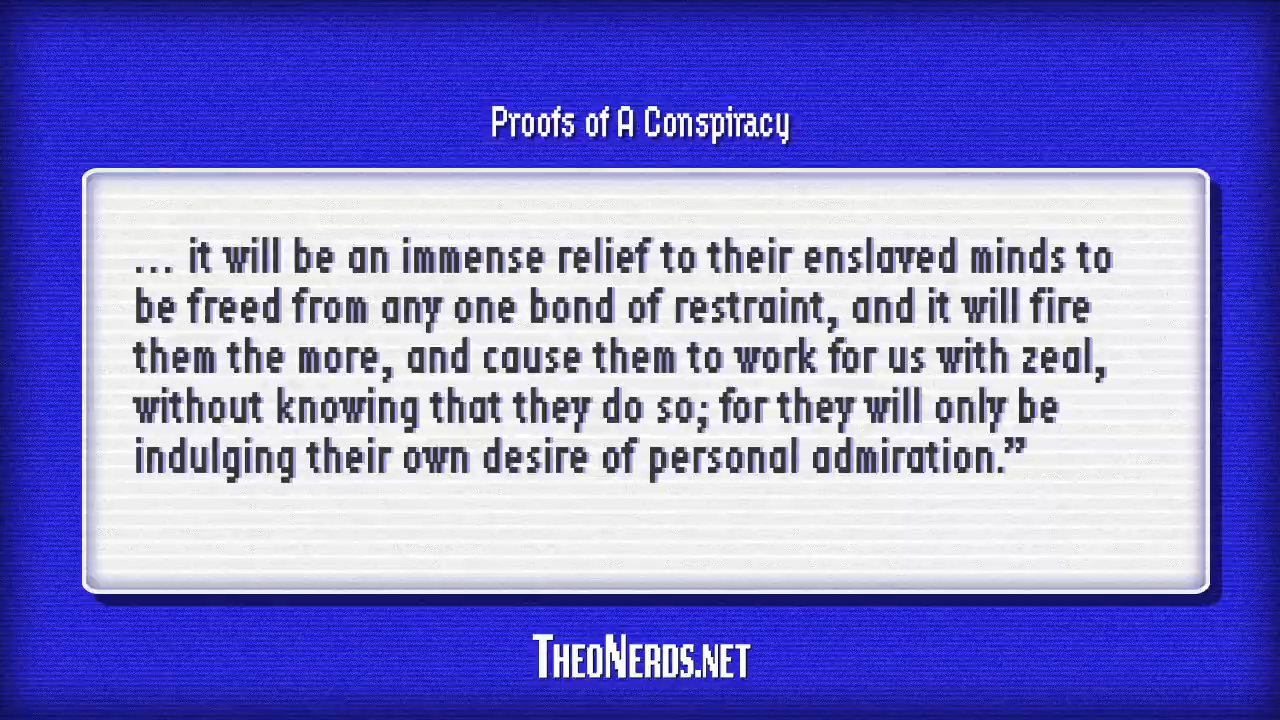 Proofs of A Conspiracy
... it will be an immense relief to their enslaved minds to
be freed from any one bond of restraint, and it will fire
them the more, and cause them to work for us with zeal,
without knowing that they do so; for they will only be
indulging their own desire of personal admiration.”
TheoNerds.net